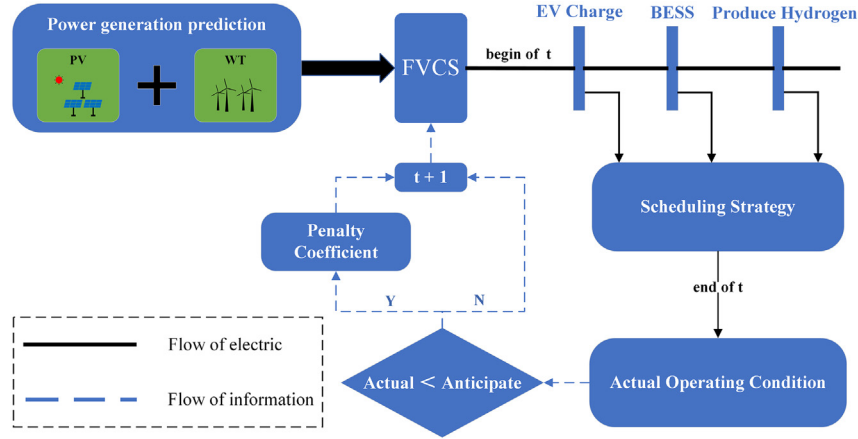 Power generation prediction
PV
WT
FVCS
begin of t
EV Charge
BESS
Produce Hydrogen
t + 1
Scheduling Strategy
Penalty
Coefficient
end of t
Y
N
Actual < Anticipate
Actual Operating Condition
Flow of electric
Flow of information